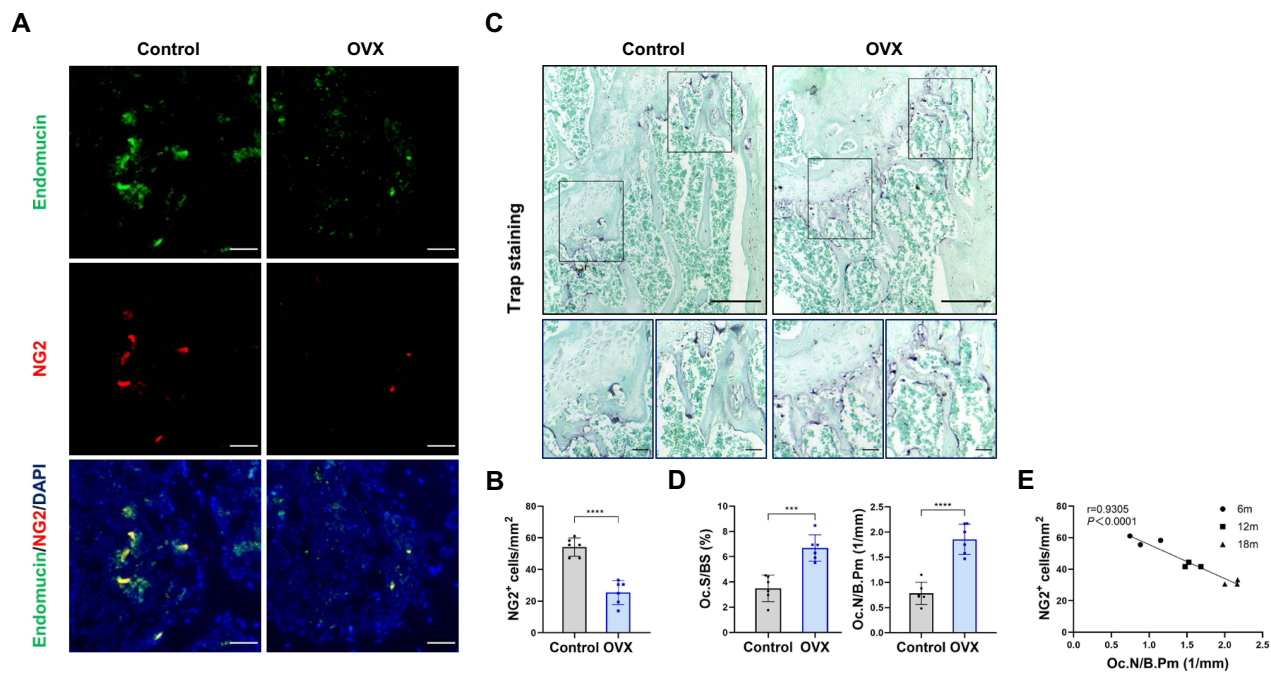 A
Control
OVX
Endomucin
NG2
Endomucin/NG2/DAPI
C
Control
OVX
Trap staining
B
NG2+ cells/mm2
80
60
40
20
0
****
Control OVX
D
Oc.S/BS (%)
10
8
6
4
2
0
***
Control OVX
Oc.N/B.Pm (1/mm)
2.5
2.0
1.5
1.0
0.5
0.0
****
Control OVX
E
NG2+ cells/mm2
80
60
40
20
0
r=0.9305
P＜0.0001
6m
12m
18m
0.0 0.5 1.0 1.5 2.0 2.5
Oc.N/B.Pm (1/mm)